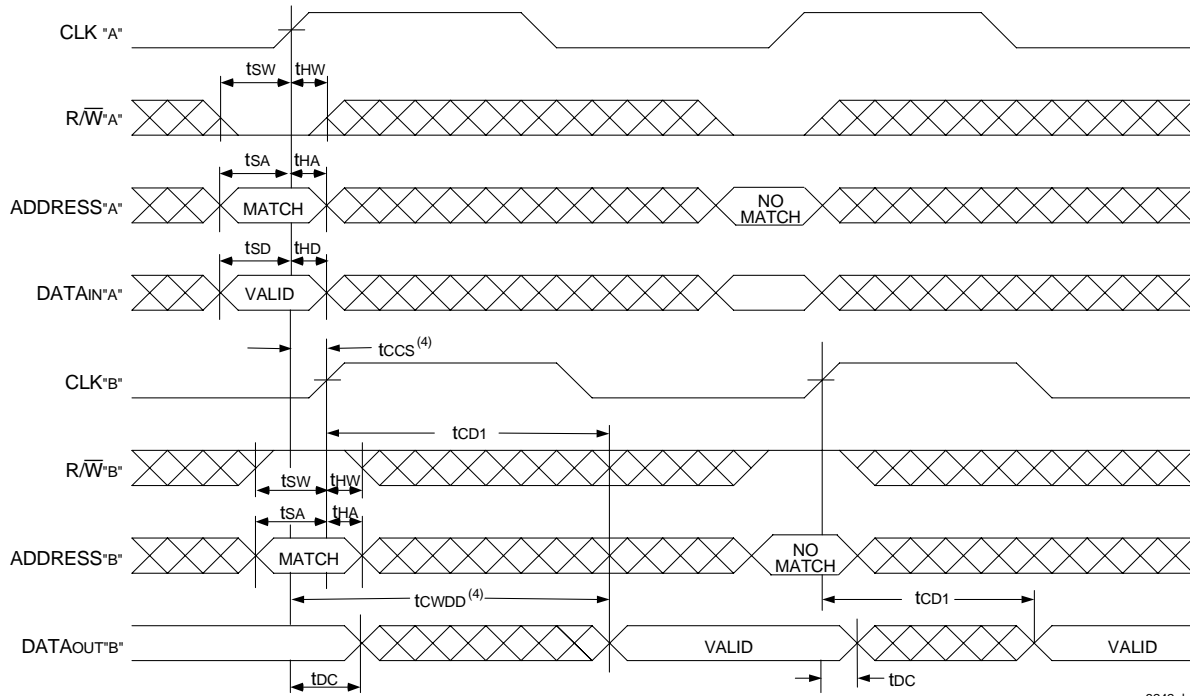 CLK "A"
tSW tHW
R/W̅"A"
tSA tHA
ADDRESS"A" MATCH NO MATCH
tSD tHD
DATAIN"A" VALID
tCCS(4)
CLK"B"
tCD1
R/W̅"B"
tSW tHW
tSA tHA
ADDRESS"B" MATCH NO MATCH
tCWDD(4) tCD1
DATAOUT"B" VALID VALID
tDC tDC